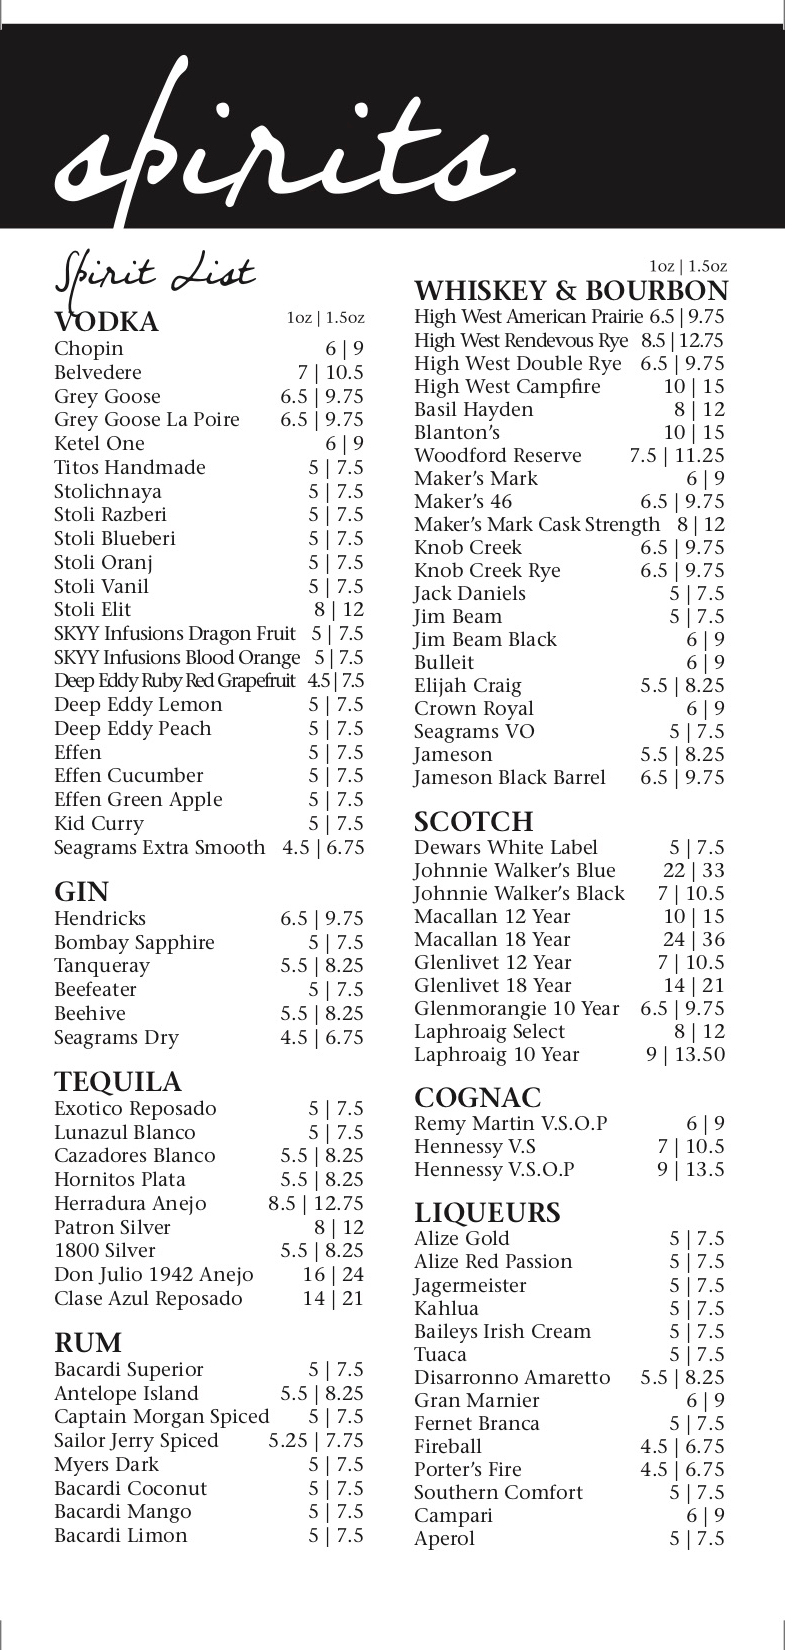 spirits
Spirit List
VODKA 1oz | 1.5oz
Chopin 6 | 9
Belvedere 7 | 10.5
Grey Goose 6.5 | 9.75
Grey Goose La Poire 6.5 | 9.75
Ketel One 6 | 9
Titos Handmade 5 | 7.5
Stolichnaya 5 | 7.5
Stoli Razberi 5 | 7.5
Stoli Blueberi 5 | 7.5
Stoli Oranj 5 | 7.5
Stoli Vanil 5 | 7.5
Stoli Elit 8 | 12
SKYY Infusions Dragon Fruit 5 | 7.5
SKYY Infusions Blood Orange 5 | 7.5
Deep Eddy Ruby Red Grapefruit 4.5 | 7.5
Deep Eddy Lemon 5 | 7.5
Deep Eddy Peach 5 | 7.5
Effen 5 | 7.5
Effen Cucumber 5 | 7.5
Effen Green Apple 5 | 7.5
Kid Curry 5 | 7.5
Seagrams Extra Smooth 4.5 | 6.75
GIN
Hendricks 6.5 | 9.75
Bombay Sapphire 5 | 7.5
Tanqueray 5.5 | 8.25
Beefeater 5 | 7.5
Beehive 5.5 | 8.25
Seagrams Dry 4.5 | 6.75
TEQUILA
Exotico Reposado 5 | 7.5
Lunazul Blanco 5 | 7.5
Cazadores Blanco 5.5 | 8.25
Hornitos Plata 5.5 | 8.25
Herradura Anejo 8.5 | 12.75
Patron Silver 8 | 12
1800 Silver 5.5 | 8.25
Don Julio 1942 Anejo 16 | 24
Clase Azul Reposado 14 | 21
RUM
Bacardi Superior 5 | 7.5
Antelope Island 5.5 | 8.25
Captain Morgan Spiced 5 | 7.5
Sailor Jerry Spiced 5.25 | 7.75
Myers Dark 5 | 7.5
Bacardi Coconut 5 | 7.5
Bacardi Mango 5 | 7.5
Bacardi Limon 5 | 7.5
1oz | 1.5oz
WHISKEY & BOURBON
High West American Prairie 6.5 | 9.75
High West Rendevous Rye 8.5 | 12.75
High West Double Rye 6.5 | 9.75
High West Campfire 10 | 15
Basil Hayden 8 | 12
Blanton's 10 | 15
Woodford Reserve 7.5 | 11.25
Maker's Mark 6 | 9
Maker's 46 6.5 | 9.75
Maker's Mark Cask Strength 8 | 12
Knob Creek 6.5 | 9.75
Knob Creek Rye 6.5 | 9.75
Jack Daniels 5 | 7.5
Jim Beam 5 | 7.5
Jim Beam Black 6 | 9
Bulleit 6 | 9
Elijah Craig 5.5 | 8.25
Crown Royal 6 | 9
Seagrams VO 5 | 7.5
Jameson 5.5 | 8.25
Jameson Black Barrel 6.5 | 9.75
SCOTCH
Dewars White Label 5 | 7.5
Johnnie Walker's Blue 22 | 33
Johnnie Walker's Black 7 | 10.5
Macallan 12 Year 10 | 15
Macallan 18 Year 24 | 36
Glenlivet 12 Year 7 | 10.5
Glenlivet 18 Year 14 | 21
Glenmorangie 10 Year 6.5 | 9.75
Laphroaig Select 8 | 12
Laphroaig 10 Year 9 | 13.50
COGNAC
Remy Martin V.S.O.P 6 | 9
Hennessy V.S 7 | 10.5
Hennessy V.S.O.P 9 | 13.5
LIQUEURS
Alize Gold 5 | 7.5
Alize Red Passion 5 | 7.5
Jagermeister 5 | 7.5
Kahlua 5 | 7.5
Baileys Irish Cream 5 | 7.5
Tuaca 5 | 7.5
Disarronno Amaretto 5.5 | 8.25
Gran Marnier 6 | 9
Fernet Branca 5 | 7.5
Fireball 4.5 | 6.75
Porter's Fire 4.5 | 6.75
Southern Comfort 5 | 7.5
Campari 6 | 9
Aperol 5 | 7.5